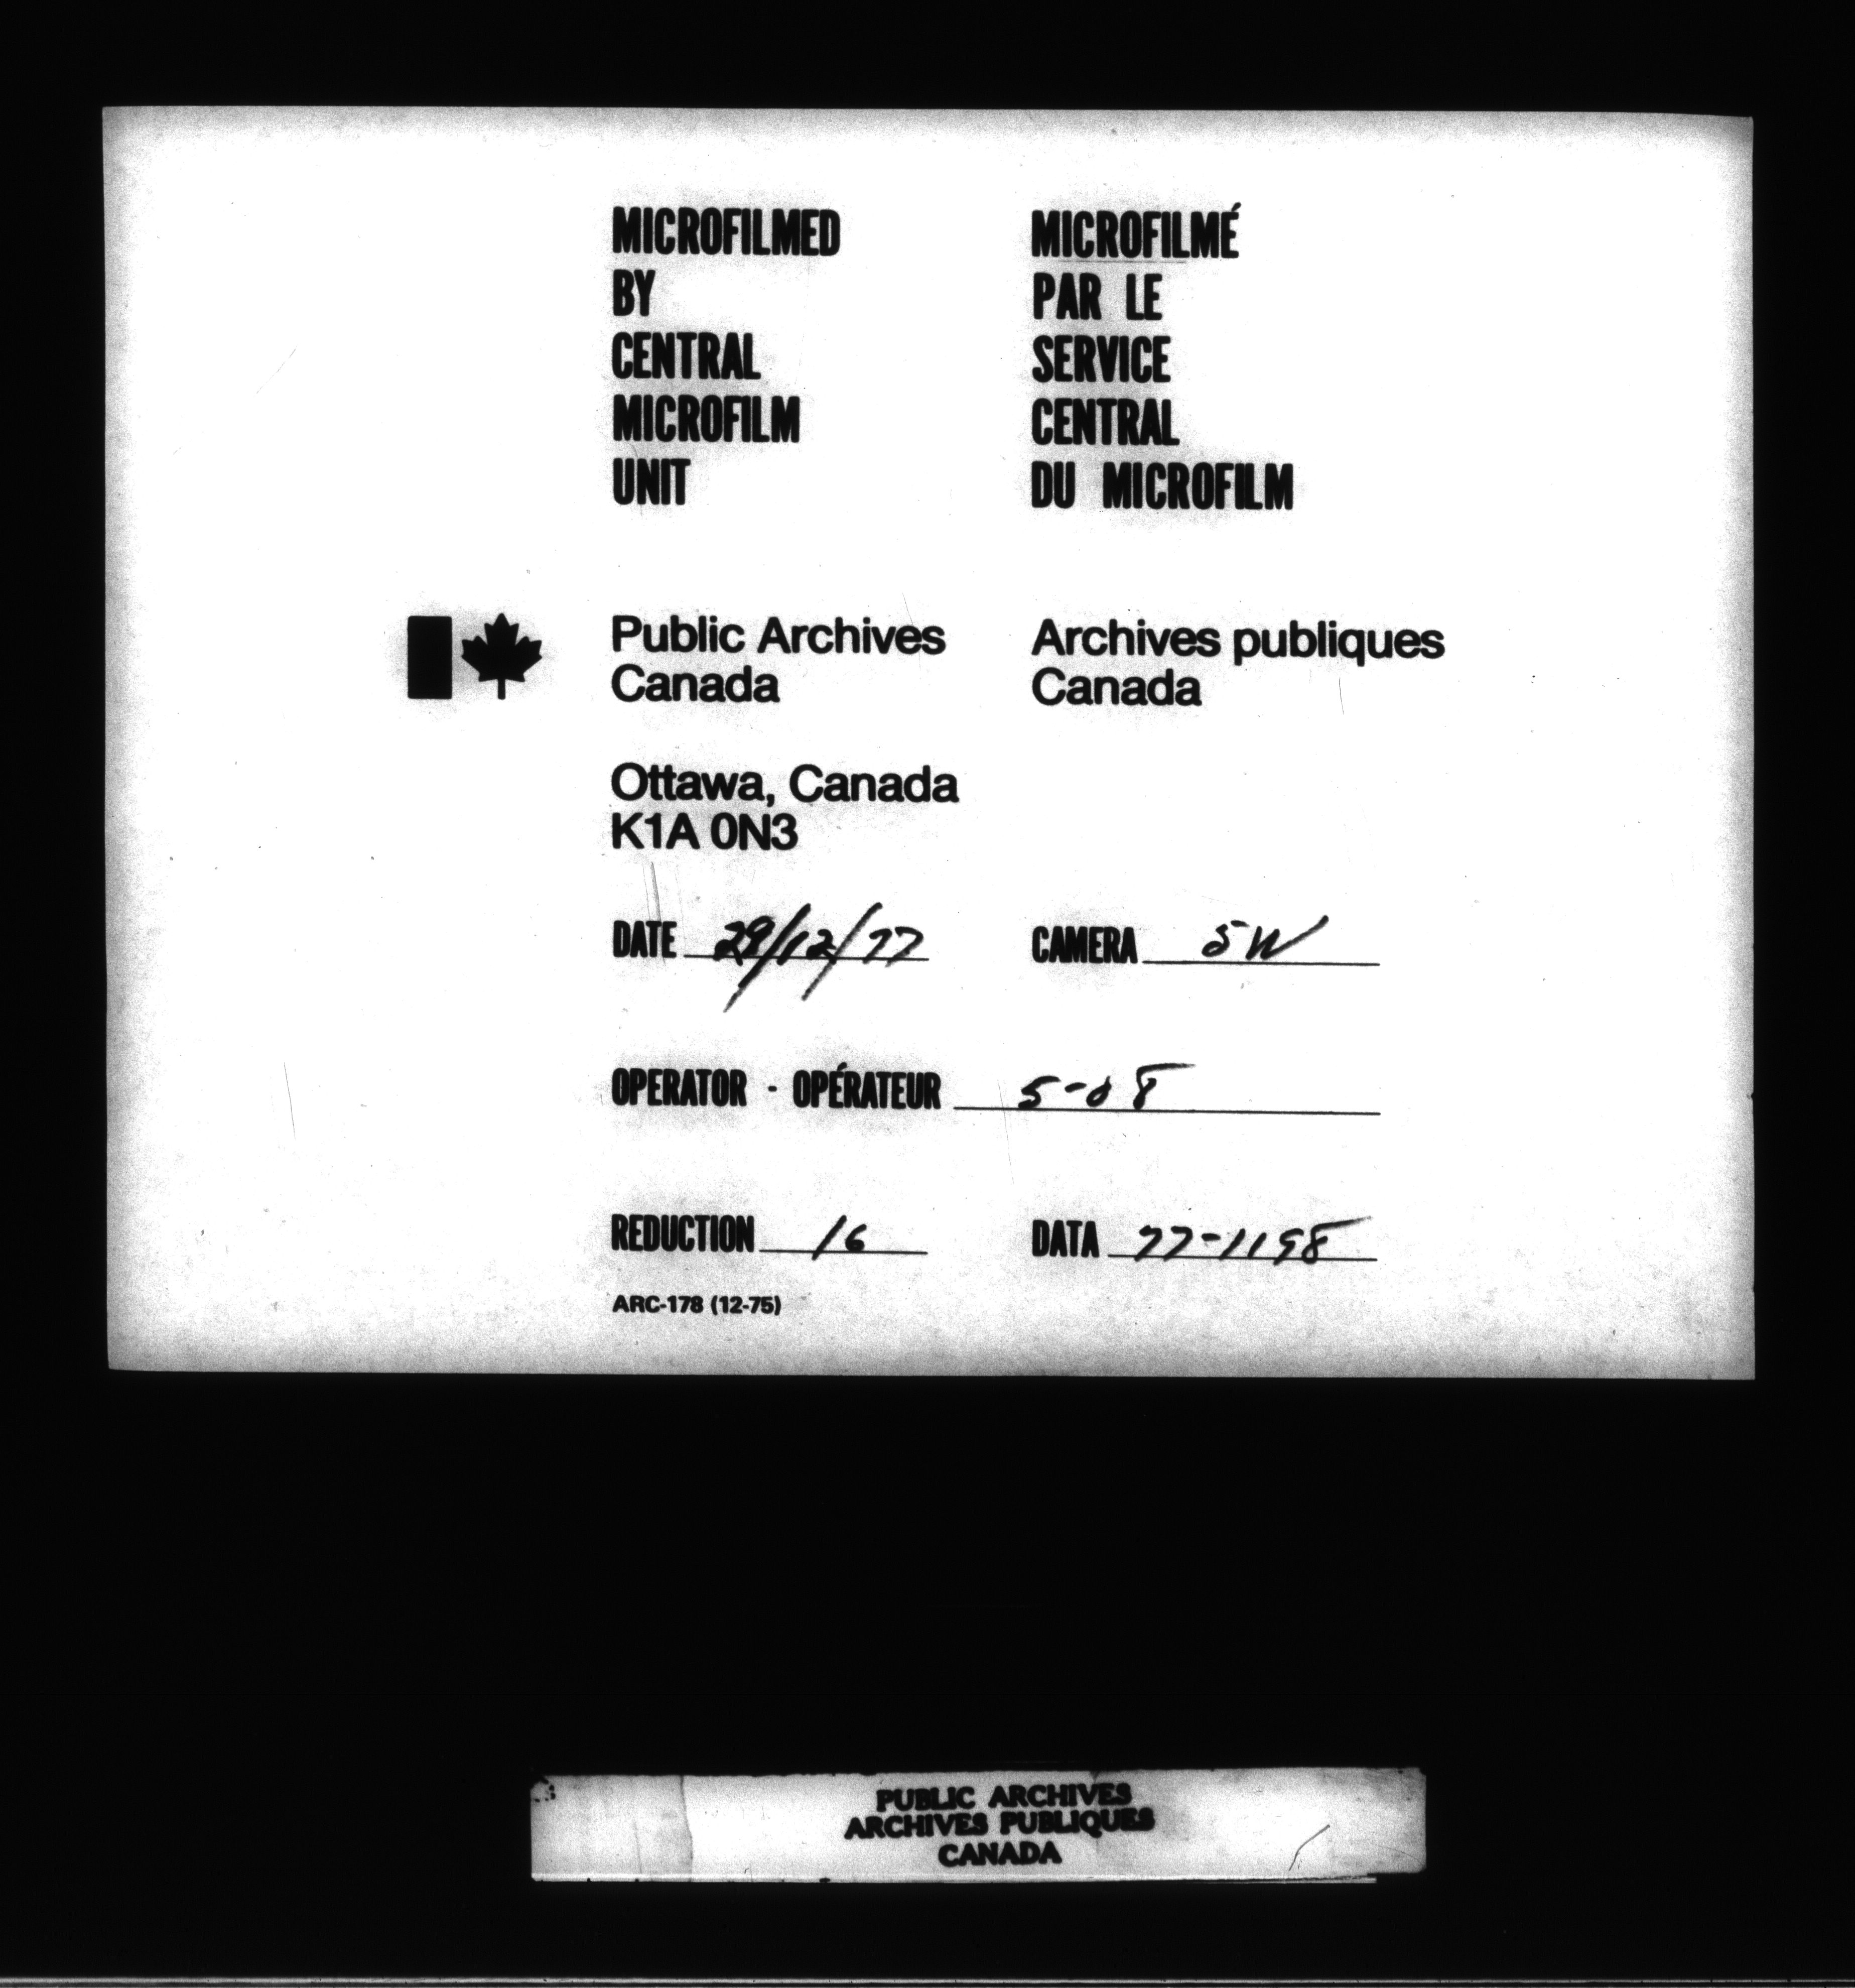 MICROFILMED
BY
CENTRAL
MICROFILM
UNIT
MICROFILMÉ
PAR LE
SERVICE
CENTRAL
DU MICROFILM
Public Archives
Canada
Archives publiques
Canada
Ottawa, Canada
K1A 0N3
DATE 29/12/77
CAMERA 5W
OPERATOR - OPÉRATEUR 5-08
REDUCTION 16
DATA 77-1198
ARC-178 (12-75)
PUBLIC ARCHIVES
ARCHIVES PUBLIQUES
CANADA